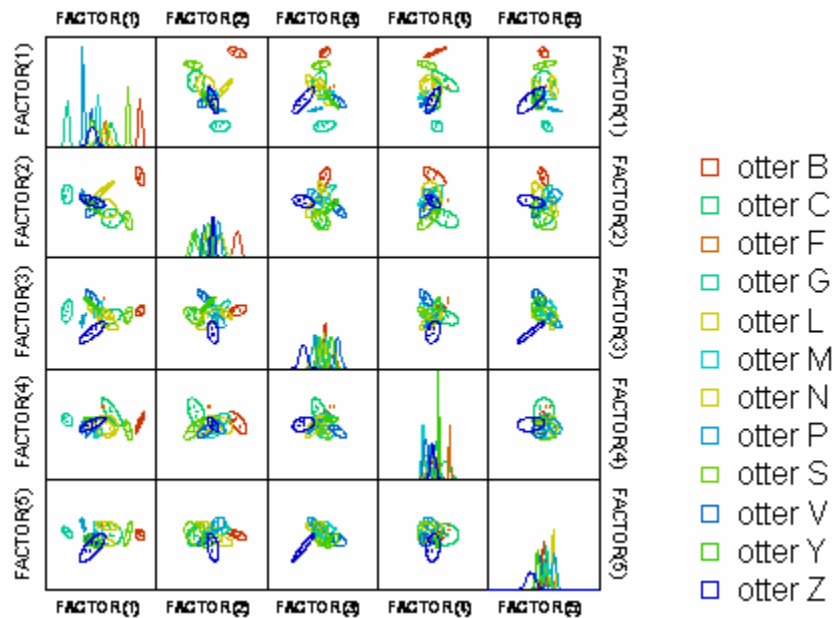 FACTOR(1) FACTOR(2) FACTOR(3) FACTOR(4) FACTOR(5)
FACTOR(1)
FACTOR(1)
FACTOR(2)
FACTOR(2)
FACTOR(3)
FACTOR(3)
FACTOR(4)
FACTOR(4)
FACTOR(5)
FACTOR(5)
FACTOR(1) FACTOR(2) FACTOR(3) FACTOR(4) FACTOR(5)
otter B
otter C
otter F
otter G
otter L
otter M
otter N
otter P
otter S
otter V
otter Y
otter Z